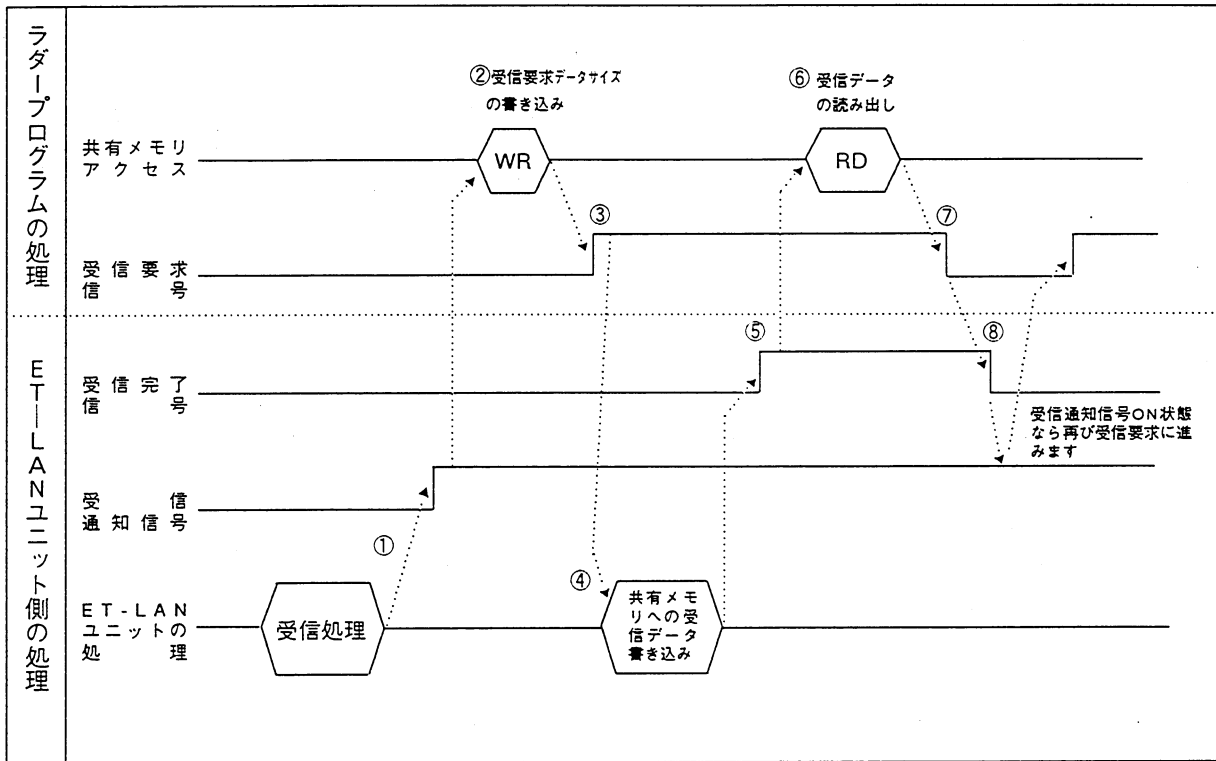 ラダープログラムの処理
②受信要求データサイズ
の書き込み
⑥ 受信データ
の読み出し
共有メモリ
アクセス
WR
RD
③
⑦
受信要求
信号
ET—LANユニット側の処理
⑤
⑧
受信完了
信号
受信通知信号ON状態
なら再び受信要求に進
みます
受信
通知信号
①
④
ET-LAN
ユニットの
処理
受信処理
共有メモ
リへの受
信データ
書き込み